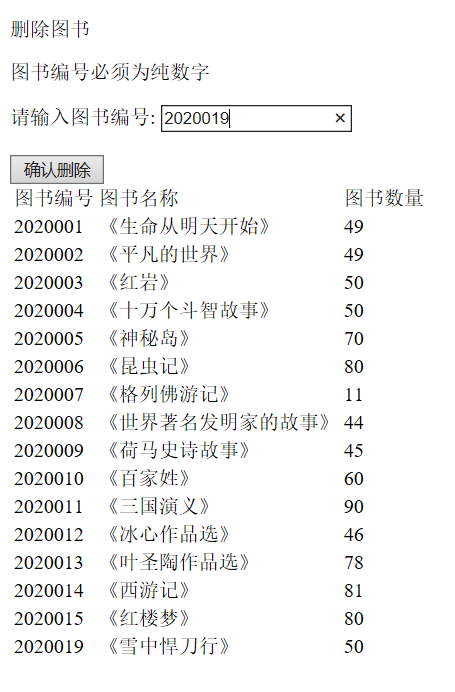 删除图书
图书编号必须为纯数字
请输入图书编号: 2020019 ×
确认删除
图书编号 图书名称 图书数量
2020001 《生命从明天开始》 49
2020002 《平凡的世界》 49
2020003 《红岩》 50
2020004 《十万个斗智故事》 50
2020005 《神秘岛》 70
2020006 《昆虫记》 80
2020007 《格列佛游记》 11
2020008 《世界著名发明家的故事》 44
2020009 《荷马史诗故事》 45
2020010 《百家姓》 60
2020011 《三国演义》 90
2020012 《冰心作品选》 46
2020013 《叶圣陶作品选》 78
2020014 《西游记》 81
2020015 《红楼梦》 80
2020019 《雪中悍刀行》 50